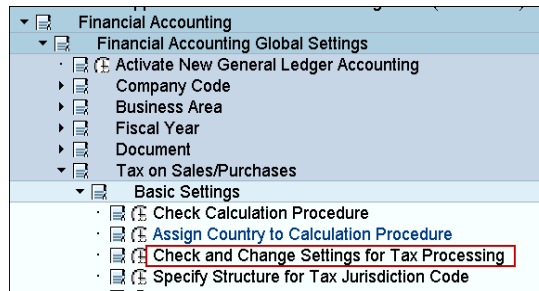 Financial Accounting
Financial Accounting Global Settings
Activate New General Ledger Accounting
Company Code
Business Area
Fiscal Year
Document
Tax on Sales/Purchases
Basic Settings
Check Calculation Procedure
Assign Country to Calculation Procedure
Check and Change Settings for Tax Processing
Specify Structure for Tax Jurisdiction Code